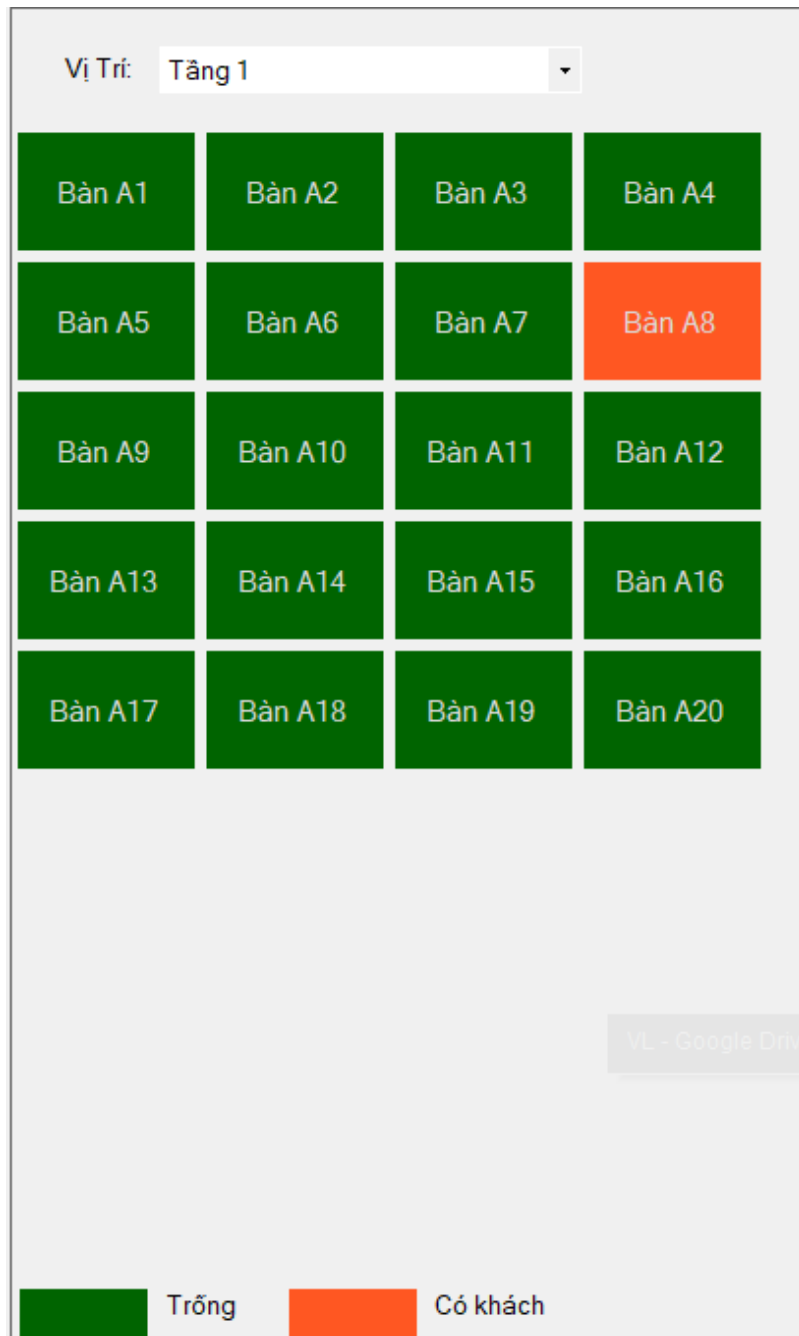 Vị Trí: Tầng 1
Bàn A1 Bàn A2 Bàn A3 Bàn A4
Bàn A5 Bàn A6 Bàn A7 Bàn A8
Bàn A9 Bàn A10 Bàn A11 Bàn A12
Bàn A13 Bàn A14 Bàn A15 Bàn A16
Bàn A17 Bàn A18 Bàn A19 Bàn A20
VL - Google Driv
Trống Có khách